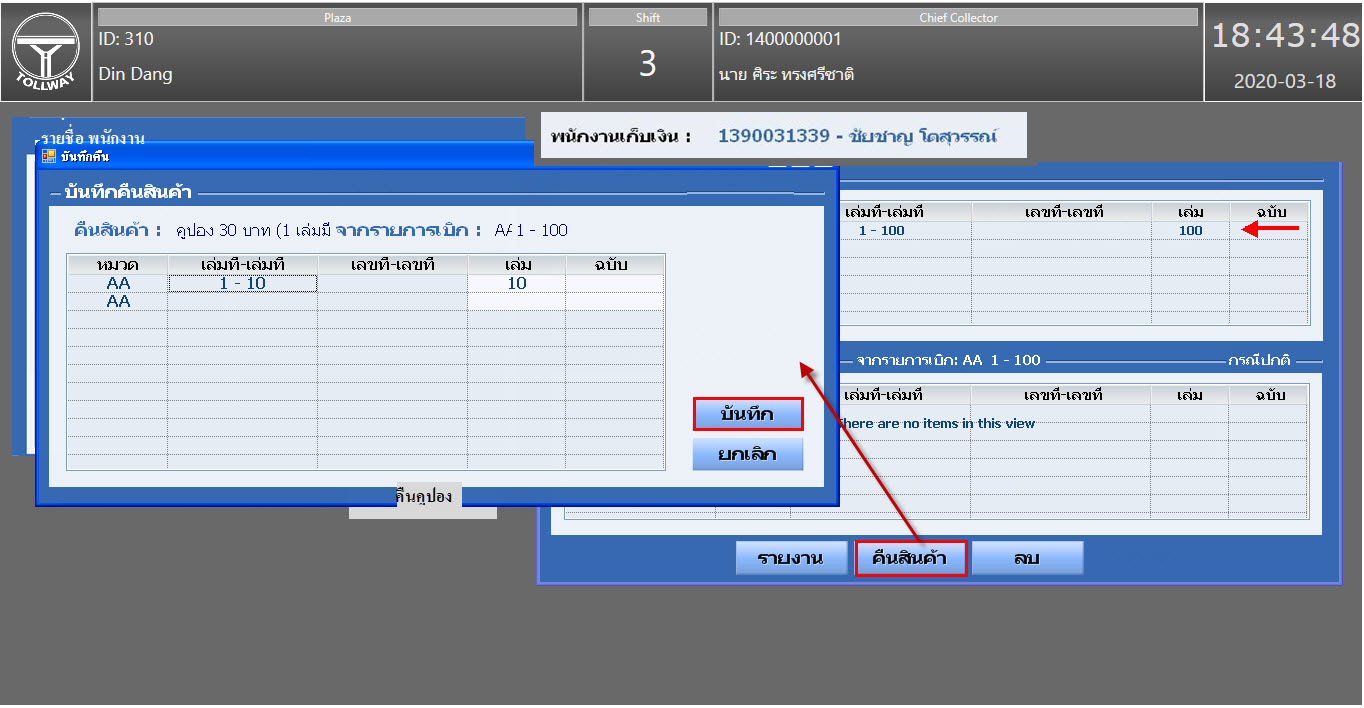 TOLLWAY
Plaza
ID: 310
Din Dang
Shift
3
Chief Collector
ID: 1400000001
นาย ศิระ ทรงศรีชาติ
18:43:48
2020-03-18
รายชื่อ พนักงาน
พนักงานเก็บเงิน : 1390031339 - ชัยชาญ โตสุวรรณ์
บันทึกคืน
บันทึกคืนสินค้า
คืนสินค้า : คูปอง 30 บาท (1 เล่มมี จากรายการเบิก : AA 1 - 100
หมวด เล่มที่-เล่มที่ เลขที่-เลขที่ เล่ม ฉบับ
AA 1 - 10 10
AA
บันทึก
ยกเลิก
คืนคูปอง
เล่มที่-เล่มที่ เลขที่-เลขที่ เล่ม ฉบับ
1 - 100 100
จากรายการเบิก: AA 1 - 100 กรณีปกติ
เล่มที่-เล่มที่ เลขที่-เลขที่ เล่ม ฉบับ
here are no items in this view
รายงาน คืนสินค้า ลบ